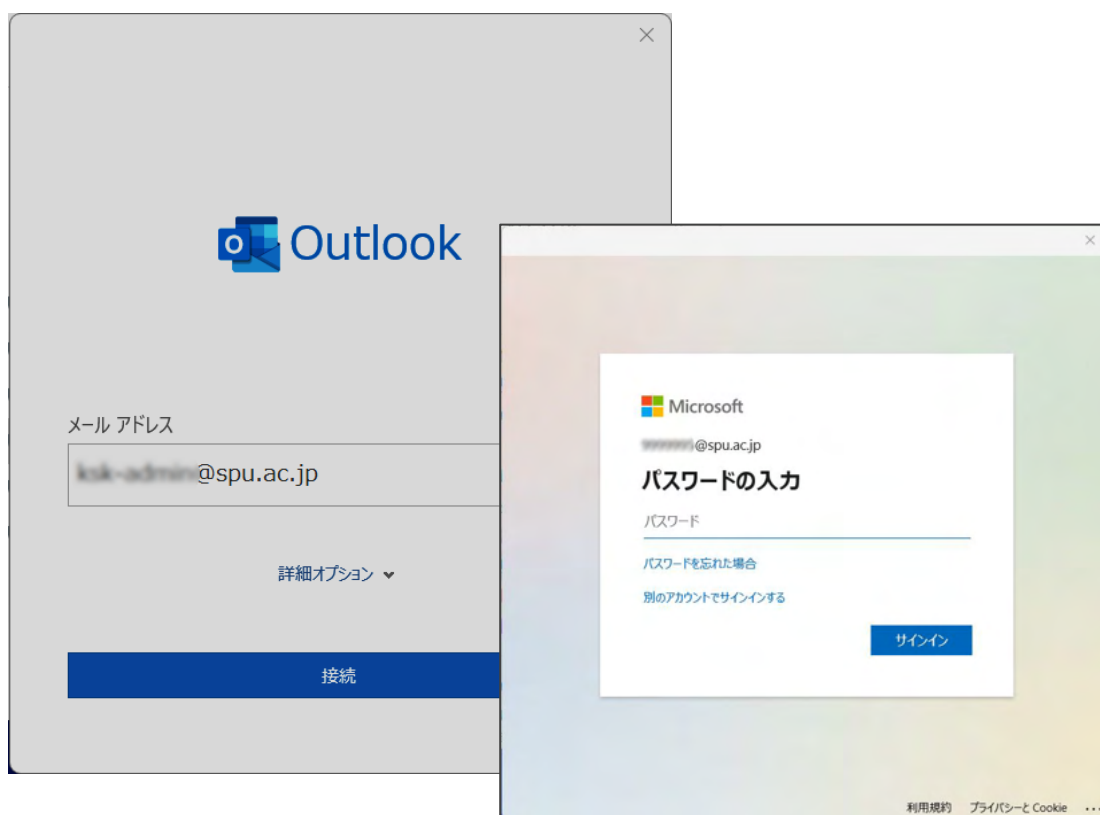 Outlook
メール アドレス
@spu.ac.jp
詳細オプション
接続
Microsoft
@spu.ac.jp
パスワードの入力
パスワード
パスワードを忘れた場合
別のアカウントでサインインする
サインイン
利用規約 プライバシーと Cookie ...